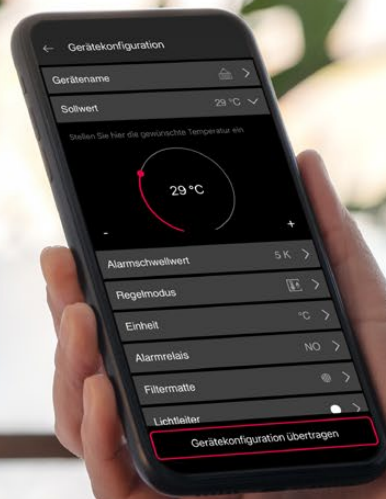 ← Gerätekonfiguration
Gerätename
Sollwert 29 °C
Stellen Sie hier die gewünschte Temperatur ein
29 °C
- +
Alarmschwellwert 5 K
Regelmodus
Einheit °C
Alarmrelais NO
Filtermatte
Lichtleiter
Gerätekonfiguration übertragen